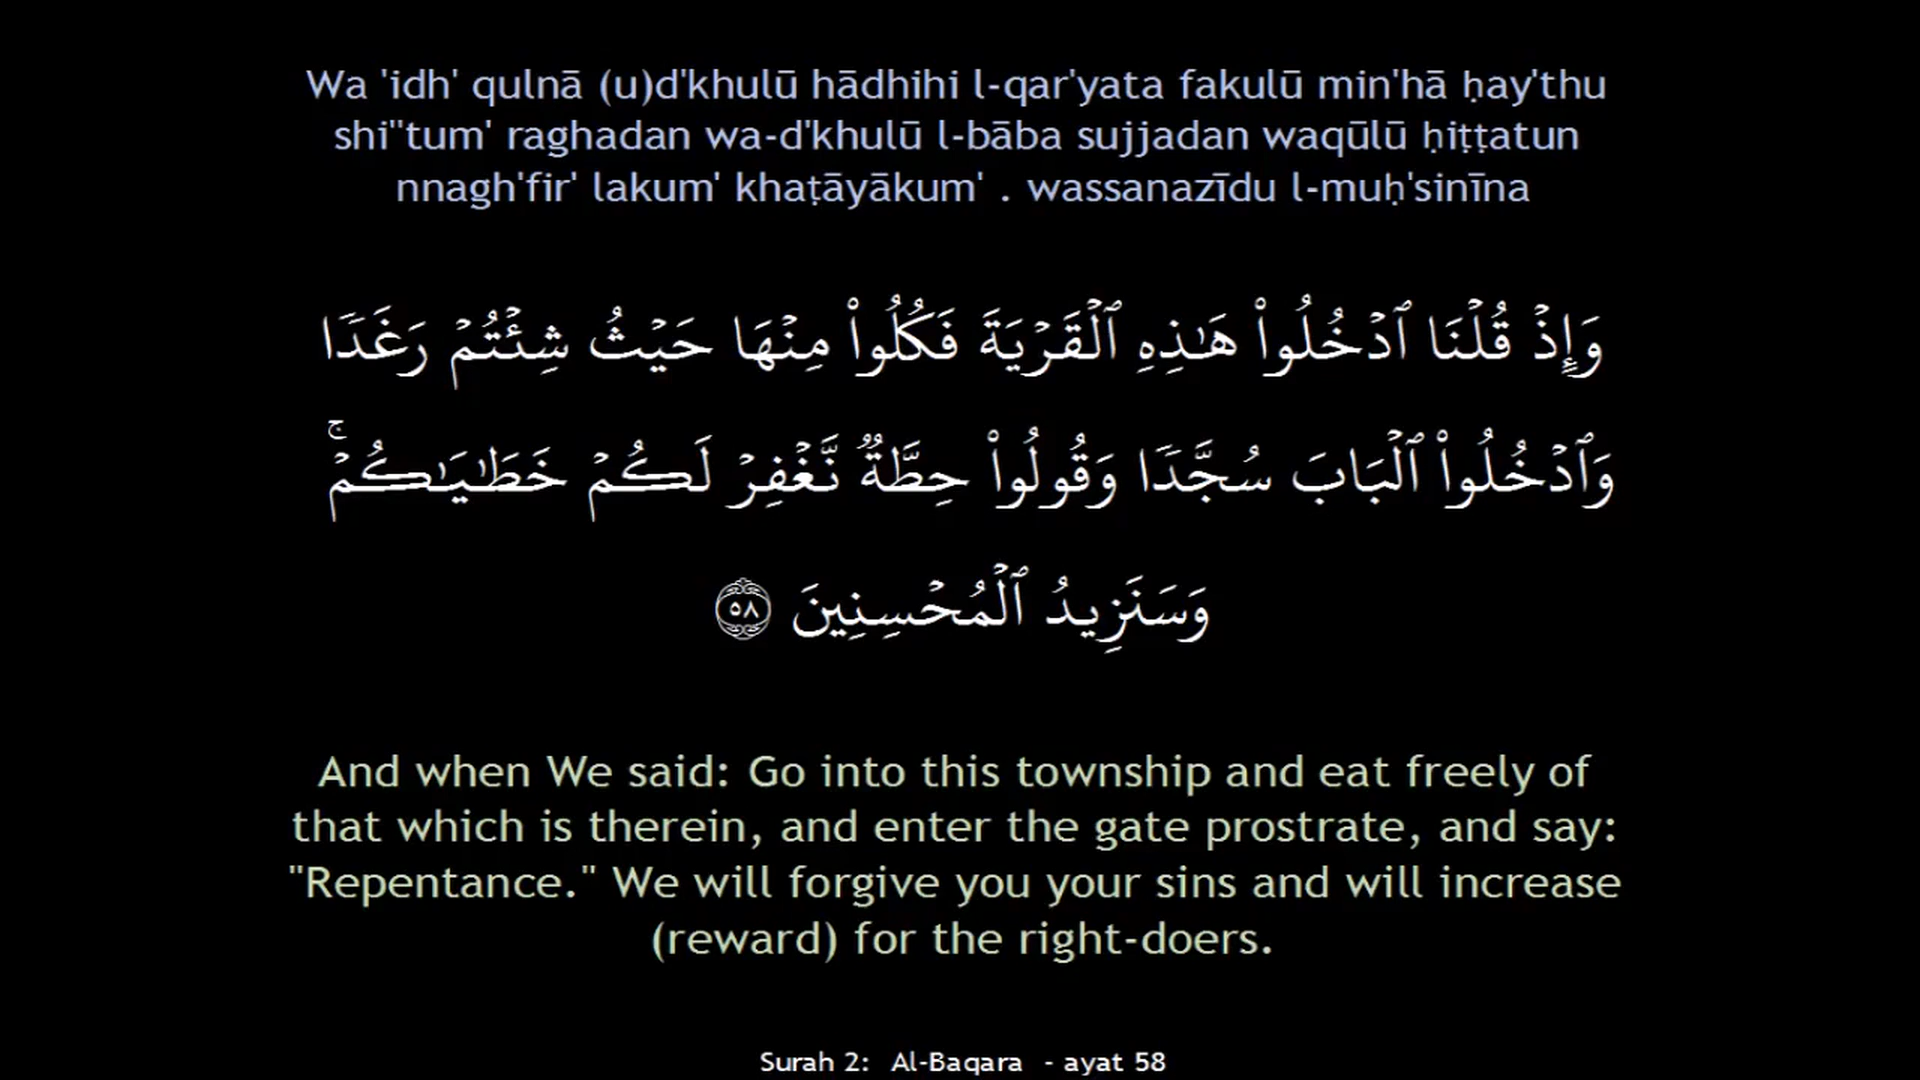 Wa 'idh' qulnā (u)d'khulū hādhihi l-qar'yata fakulū min'hā ḥay'thu
shi''tum' raghadan wa-d'khulū l-bāba sujjadan waqūlū ḥiṭṭatun
nnagh'fir' lakum' khaṭāyākum' . wassanazīdu l-muḥ'sinīna
وَإِذۡ قُلۡنَا ٱدۡخُلُواْ هَٰذِهِ ٱلۡقَرۡيَةَ فَكُلُواْ مِنۡهَا حَيۡثُ شِئۡتُمۡ رَغَدٗا
وَٱدۡخُلُواْ ٱلۡبَابَ سُجَّدٗا وَقُولُواْ حِطَّةٞ نَّغۡفِرۡ لَكُمۡ خَطَٰيَٰكُمۡۚ
وَسَنَزِيدُ ٱلۡمُحۡسِنِينَ ٥٨
And when We said: Go into this township and eat freely of
that which is therein, and enter the gate prostrate, and say:
"Repentance." We will forgive you your sins and will increase
(reward) for the right-doers.
Surah 2: Al-Baqara - ayat 58